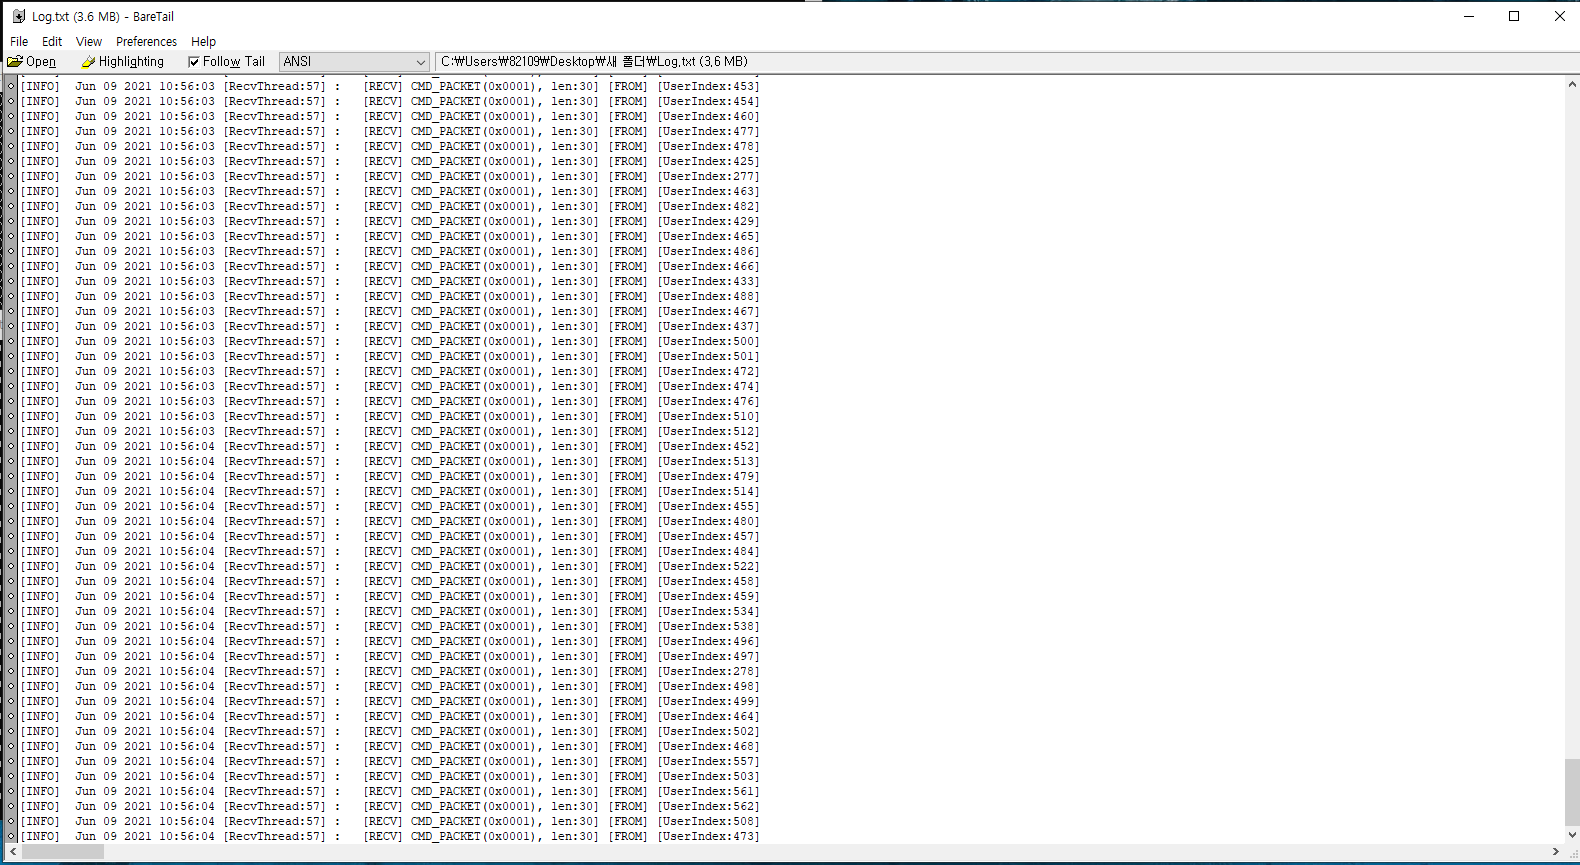 Log.txt (3.6 MB) - BareTail
File Edit View Preferences Help
Open Highlighting Follow Tail ANSI C:₩Users₩82109₩Desktop₩새 폴더₩Log.txt (3,6 MB)
[INFO] Jun 09 2021 10:56:03 [RecvThread:57] : [RECV] CMD_PACKET(0x0001), len:30] [FROM] [UserIndex:453]
[INFO] Jun 09 2021 10:56:03 [RecvThread:57] : [RECV] CMD_PACKET(0x0001), len:30] [FROM] [UserIndex:454]
[INFO] Jun 09 2021 10:56:03 [RecvThread:57] : [RECV] CMD_PACKET(0x0001), len:30] [FROM] [UserIndex:460]
[INFO] Jun 09 2021 10:56:03 [RecvThread:57] : [RECV] CMD_PACKET(0x0001), len:30] [FROM] [UserIndex:477]
[INFO] Jun 09 2021 10:56:03 [RecvThread:57] : [RECV] CMD_PACKET(0x0001), len:30] [FROM] [UserIndex:478]
[INFO] Jun 09 2021 10:56:03 [RecvThread:57] : [RECV] CMD_PACKET(0x0001), len:30] [FROM] [UserIndex:425]
[INFO] Jun 09 2021 10:56:03 [RecvThread:57] : [RECV] CMD_PACKET(0x0001), len:30] [FROM] [UserIndex:277]
[INFO] Jun 09 2021 10:56:03 [RecvThread:57] : [RECV] CMD_PACKET(0x0001), len:30] [FROM] [UserIndex:463]
[INFO] Jun 09 2021 10:56:03 [RecvThread:57] : [RECV] CMD_PACKET(0x0001), len:30] [FROM] [UserIndex:482]
[INFO] Jun 09 2021 10:56:03 [RecvThread:57] : [RECV] CMD_PACKET(0x0001), len:30] [FROM] [UserIndex:429]
[INFO] Jun 09 2021 10:56:03 [RecvThread:57] : [RECV] CMD_PACKET(0x0001), len:30] [FROM] [UserIndex:465]
[INFO] Jun 09 2021 10:56:03 [RecvThread:57] : [RECV] CMD_PACKET(0x0001), len:30] [FROM] [UserIndex:486]
[INFO] Jun 09 2021 10:56:03 [RecvThread:57] : [RECV] CMD_PACKET(0x0001), len:30] [FROM] [UserIndex:466]
[INFO] Jun 09 2021 10:56:03 [RecvThread:57] : [RECV] CMD_PACKET(0x0001), len:30] [FROM] [UserIndex:433]
[INFO] Jun 09 2021 10:56:03 [RecvThread:57] : [RECV] CMD_PACKET(0x0001), len:30] [FROM] [UserIndex:488]
[INFO] Jun 09 2021 10:56:03 [RecvThread:57] : [RECV] CMD_PACKET(0x0001), len:30] [FROM] [UserIndex:467]
[INFO] Jun 09 2021 10:56:03 [RecvThread:57] : [RECV] CMD_PACKET(0x0001), len:30] [FROM] [UserIndex:437]
[INFO] Jun 09 2021 10:56:03 [RecvThread:57] : [RECV] CMD_PACKET(0x0001), len:30] [FROM] [UserIndex:500]
[INFO] Jun 09 2021 10:56:03 [RecvThread:57] : [RECV] CMD_PACKET(0x0001), len:30] [FROM] [UserIndex:501]
[INFO] Jun 09 2021 10:56:03 [RecvThread:57] : [RECV] CMD_PACKET(0x0001), len:30] [FROM] [UserIndex:472]
[INFO] Jun 09 2021 10:56:03 [RecvThread:57] : [RECV] CMD_PACKET(0x0001), len:30] [FROM] [UserIndex:474]
[INFO] Jun 09 2021 10:56:03 [RecvThread:57] : [RECV] CMD_PACKET(0x0001), len:30] [FROM] [UserIndex:476]
[INFO] Jun 09 2021 10:56:03 [RecvThread:57] : [RECV] CMD_PACKET(0x0001), len:30] [FROM] [UserIndex:510]
[INFO] Jun 09 2021 10:56:03 [RecvThread:57] : [RECV] CMD_PACKET(0x0001), len:30] [FROM] [UserIndex:512]
[INFO] Jun 09 2021 10:56:04 [RecvThread:57] : [RECV] CMD_PACKET(0x0001), len:30] [FROM] [UserIndex:452]
[INFO] Jun 09 2021 10:56:04 [RecvThread:57] : [RECV] CMD_PACKET(0x0001), len:30] [FROM] [UserIndex:513]
[INFO] Jun 09 2021 10:56:04 [RecvThread:57] : [RECV] CMD_PACKET(0x0001), len:30] [FROM] [UserIndex:479]
[INFO] Jun 09 2021 10:56:04 [RecvThread:57] : [RECV] CMD_PACKET(0x0001), len:30] [FROM] [UserIndex:514]
[INFO] Jun 09 2021 10:56:04 [RecvThread:57] : [RECV] CMD_PACKET(0x0001), len:30] [FROM] [UserIndex:455]
[INFO] Jun 09 2021 10:56:04 [RecvThread:57] : [RECV] CMD_PACKET(0x0001), len:30] [FROM] [UserIndex:480]
[INFO] Jun 09 2021 10:56:04 [RecvThread:57] : [RECV] CMD_PACKET(0x0001), len:30] [FROM] [UserIndex:457]
[INFO] Jun 09 2021 10:56:04 [RecvThread:57] : [RECV] CMD_PACKET(0x0001), len:30] [FROM] [UserIndex:484]
[INFO] Jun 09 2021 10:56:04 [RecvThread:57] : [RECV] CMD_PACKET(0x0001), len:30] [FROM] [UserIndex:522]
[INFO] Jun 09 2021 10:56:04 [RecvThread:57] : [RECV] CMD_PACKET(0x0001), len:30] [FROM] [UserIndex:458]
[INFO] Jun 09 2021 10:56:04 [RecvThread:57] : [RECV] CMD_PACKET(0x0001), len:30] [FROM] [UserIndex:459]
[INFO] Jun 09 2021 10:56:04 [RecvThread:57] : [RECV] CMD_PACKET(0x0001), len:30] [FROM] [UserIndex:534]
[INFO] Jun 09 2021 10:56:04 [RecvThread:57] : [RECV] CMD_PACKET(0x0001), len:30] [FROM] [UserIndex:538]
[INFO] Jun 09 2021 10:56:04 [RecvThread:57] : [RECV] CMD_PACKET(0x0001), len:30] [FROM] [UserIndex:496]
[INFO] Jun 09 2021 10:56:04 [RecvThread:57] : [RECV] CMD_PACKET(0x0001), len:30] [FROM] [UserIndex:497]
[INFO] Jun 09 2021 10:56:04 [RecvThread:57] : [RECV] CMD_PACKET(0x0001), len:30] [FROM] [UserIndex:278]
[INFO] Jun 09 2021 10:56:04 [RecvThread:57] : [RECV] CMD_PACKET(0x0001), len:30] [FROM] [UserIndex:498]
[INFO] Jun 09 2021 10:56:04 [RecvThread:57] : [RECV] CMD_PACKET(0x0001), len:30] [FROM] [UserIndex:499]
[INFO] Jun 09 2021 10:56:04 [RecvThread:57] : [RECV] CMD_PACKET(0x0001), len:30] [FROM] [UserIndex:464]
[INFO] Jun 09 2021 10:56:04 [RecvThread:57] : [RECV] CMD_PACKET(0x0001), len:30] [FROM] [UserIndex:502]
[INFO] Jun 09 2021 10:56:04 [RecvThread:57] : [RECV] CMD_PACKET(0x0001), len:30] [FROM] [UserIndex:468]
[INFO] Jun 09 2021 10:56:04 [RecvThread:57] : [RECV] CMD_PACKET(0x0001), len:30] [FROM] [UserIndex:557]
[INFO] Jun 09 2021 10:56:04 [RecvThread:57] : [RECV] CMD_PACKET(0x0001), len:30] [FROM] [UserIndex:503]
[INFO] Jun 09 2021 10:56:04 [RecvThread:57] : [RECV] CMD_PACKET(0x0001), len:30] [FROM] [UserIndex:561]
[INFO] Jun 09 2021 10:56:04 [RecvThread:57] : [RECV] CMD_PACKET(0x0001), len:30] [FROM] [UserIndex:562]
[INFO] Jun 09 2021 10:56:04 [RecvThread:57] : [RECV] CMD_PACKET(0x0001), len:30] [FROM] [UserIndex:508]
[INFO] Jun 09 2021 10:56:04 [RecvThread:57] : [RECV] CMD_PACKET(0x0001), len:30] [FROM] [UserIndex:473]